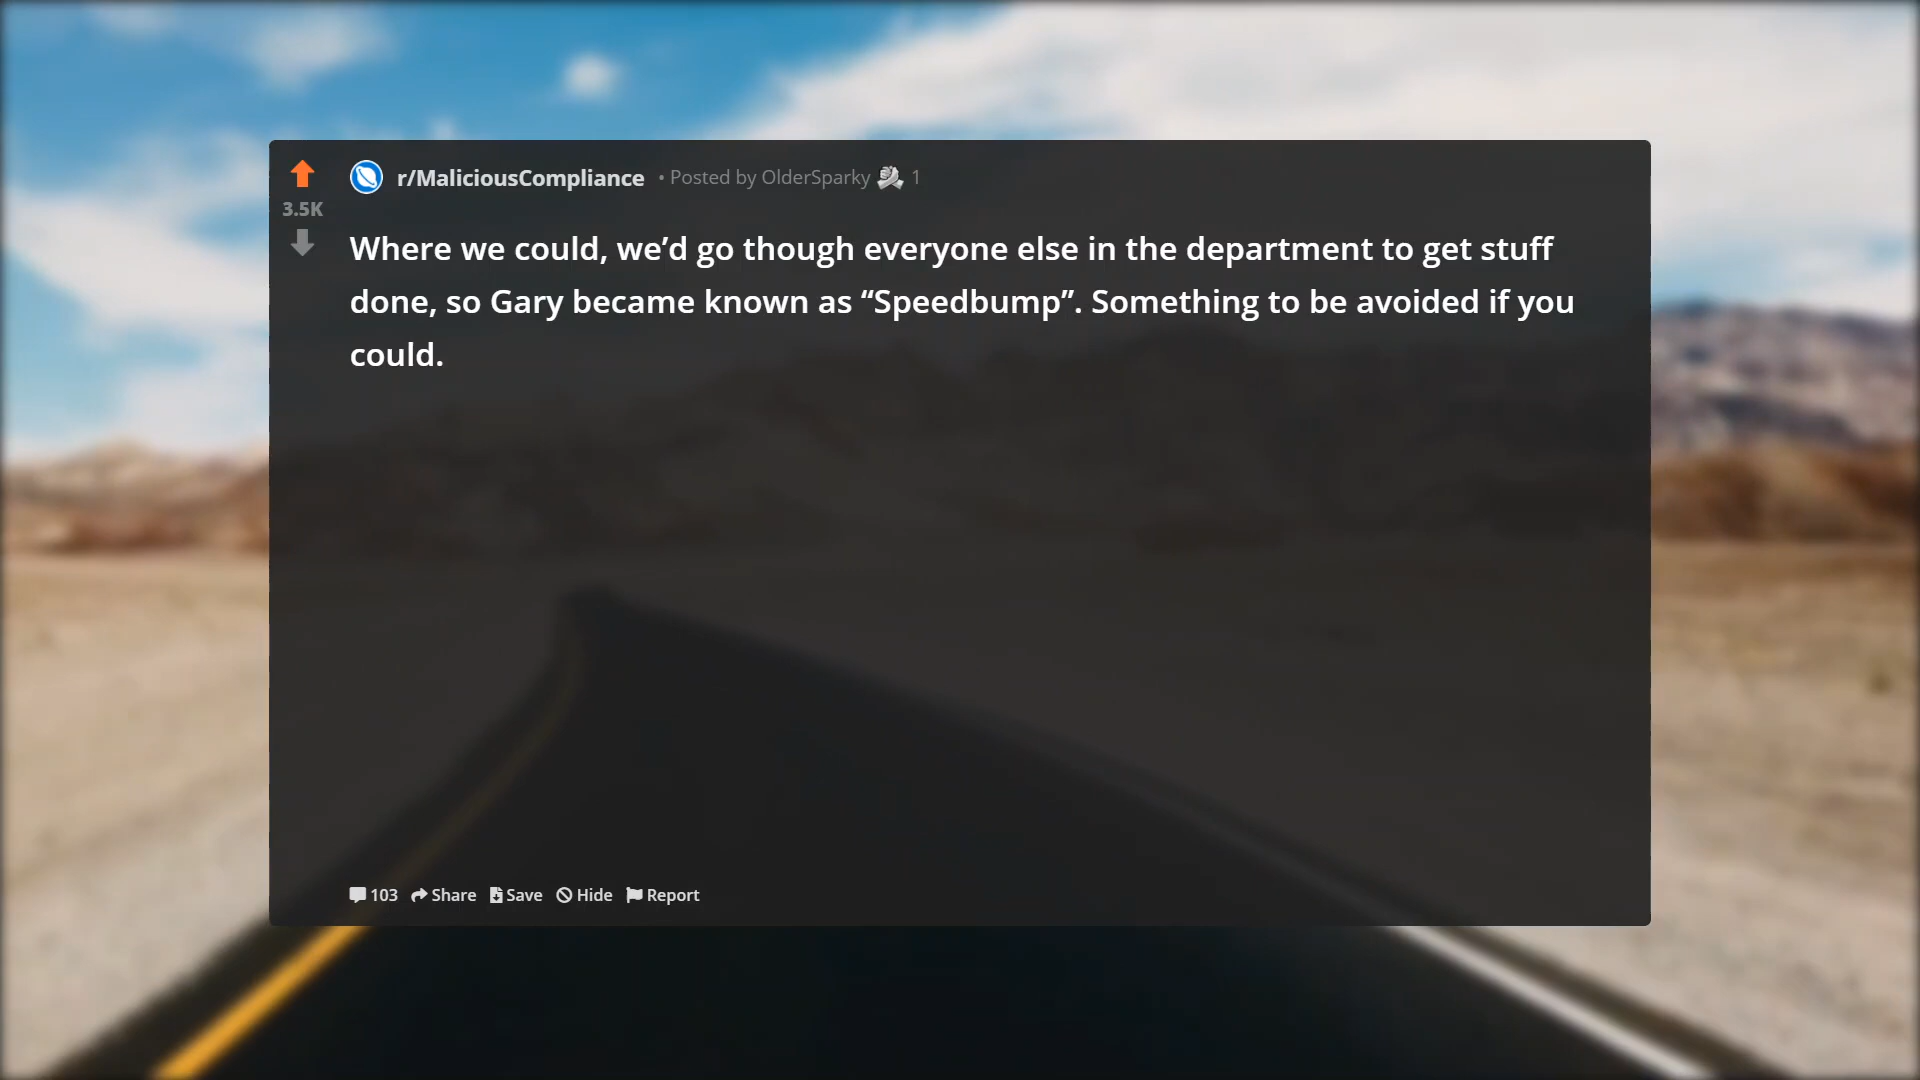 r/MaliciousCompliance • Posted by OlderSparky 1
3.5K
Where we could, we’d go though everyone else in the department to get stuff
done, so Gary became known as “Speedbump”. Something to be avoided if you
could.
103 Share Save Hide Report